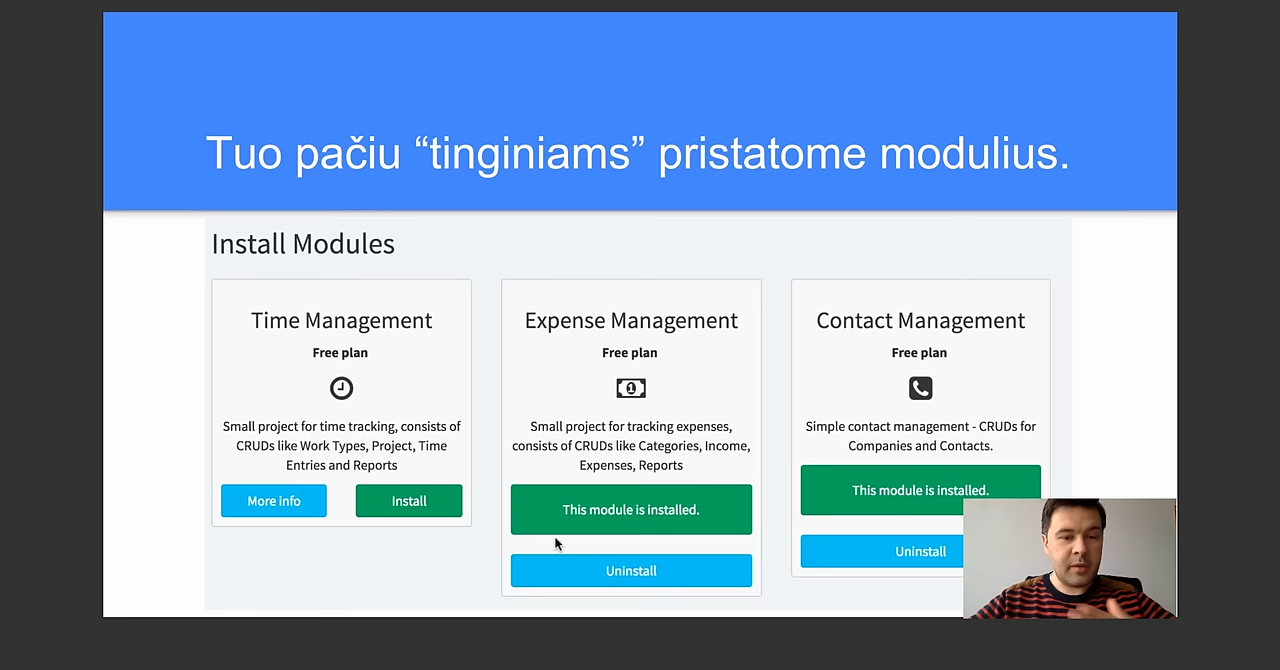 Tuo pačiu “tinginiams” pristatome modulius.
Install Modules
Time Management
Free plan
Small project for time tracking, consists of
CRUDs like Work Types, Project, Time
Entries and Reports
More info
Install
Expense Management
Free plan
Small project for tracking expenses,
consists of CRUDs like Categories, Income,
Expenses, Reports
This module is installed.
Uninstall
Contact Management
Free plan
Simple contact management - CRUDs for
Companies and Contacts.
This module is installed.
Uninstall